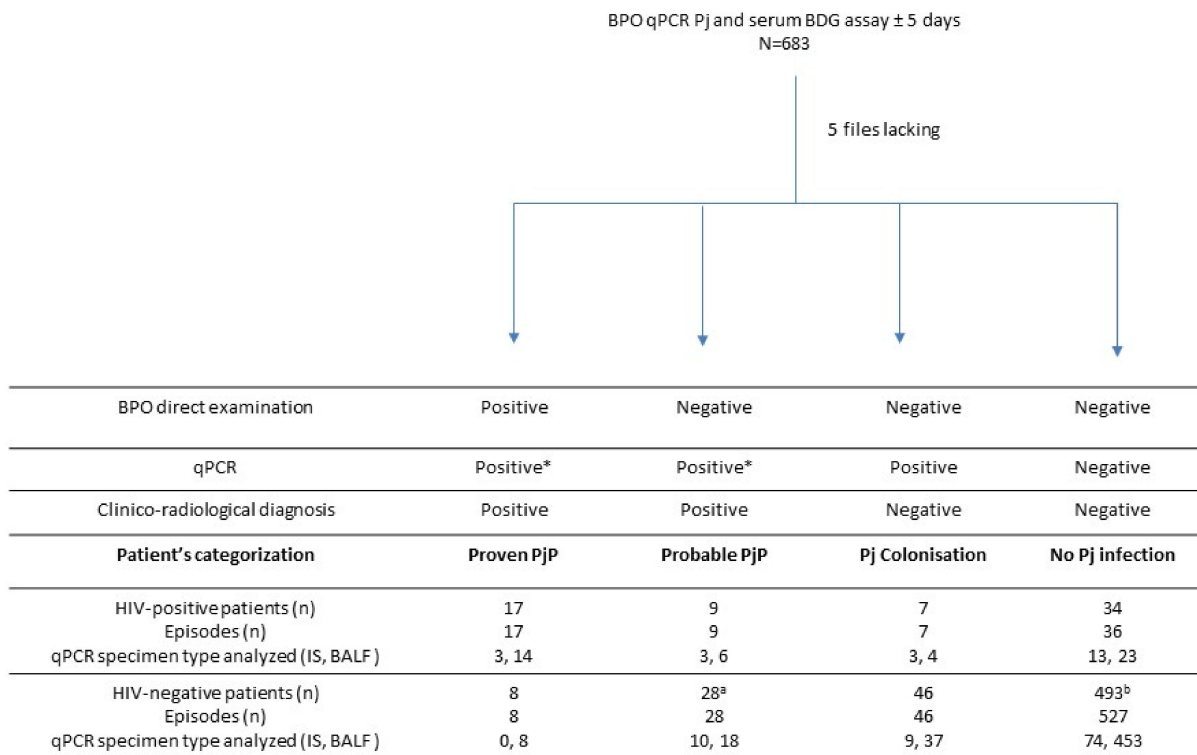 BPO qPCR Pj and serum BDG assay ± 5 days
N=683
5 files lacking
BPO direct examination Positive Negative Negative Negative
qPCR Positive* Positive* Positive Negative
Clinico-radiological diagnosis Positive Positive Negative Negative
Patient's categorization Proven PjP Probable PjP Pj Colonisation No Pj infection
HIV-positive patients (n) 17 9 7 34
Episodes (n) 17 9 7 36
qPCR specimen type analyzed (IS, BALF ) 3, 14 3, 6 3, 4 13, 23
HIV-negative patients (n) 8 28ª 46 493ᵇ
Episodes (n) 8 28 46 527
qPCR specimen type analyzed (IS, BALF ) 0, 8 10, 18 9, 37 74, 453